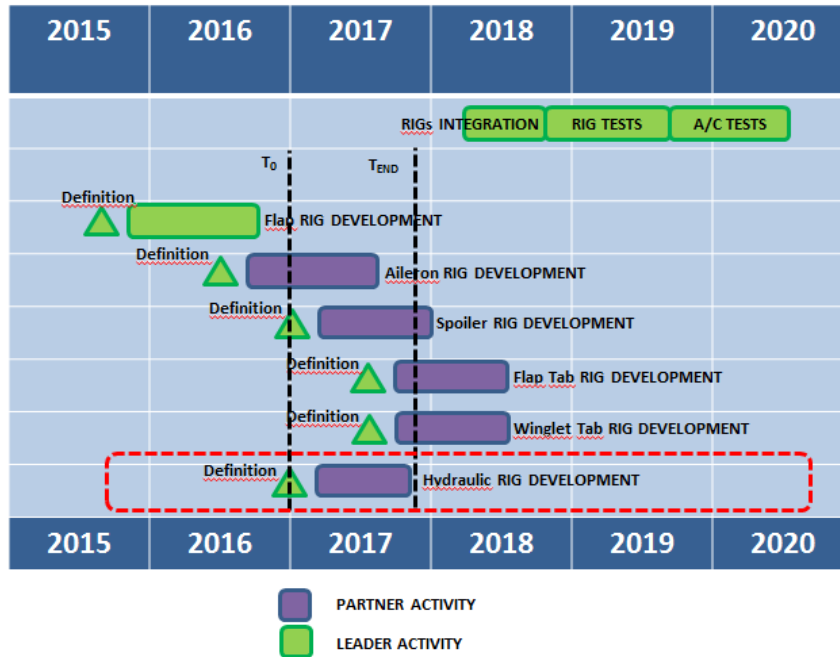 2015 2016 2017 2018 2019 2020
RIGs INTEGRATION RIG TESTS A/C TESTS
T0 TEND
Definition
Flap RIG DEVELOPMENT
Definition
Aileron RIG DEVELOPMENT
Definition
Spoiler RIG DEVELOPMENT
Definition
Flap Tab RIG DEVELOPMENT
Definition
Winglet Tab RIG DEVELOPMENT
Definition
Hydraulic RIG DEVELOPMENT
2015 2016 2017 2018 2019 2020
PARTNER ACTIVITY
LEADER ACTIVITY